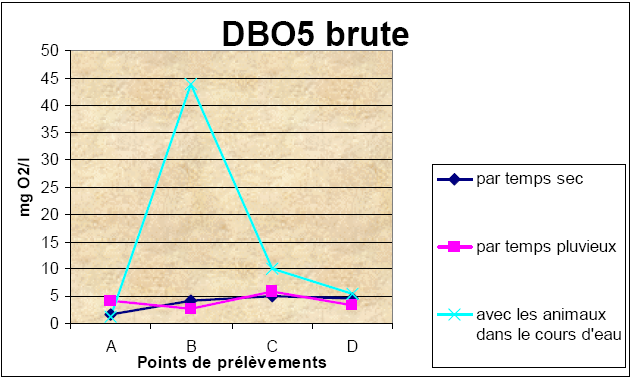 DBO5 brute
50
45
40
35
30
25
20
15
10
5
0
mg O2/l
A B C D
Points de prélèvements
par temps sec
par temps pluvieux
avec les animaux
dans le cours d'eau